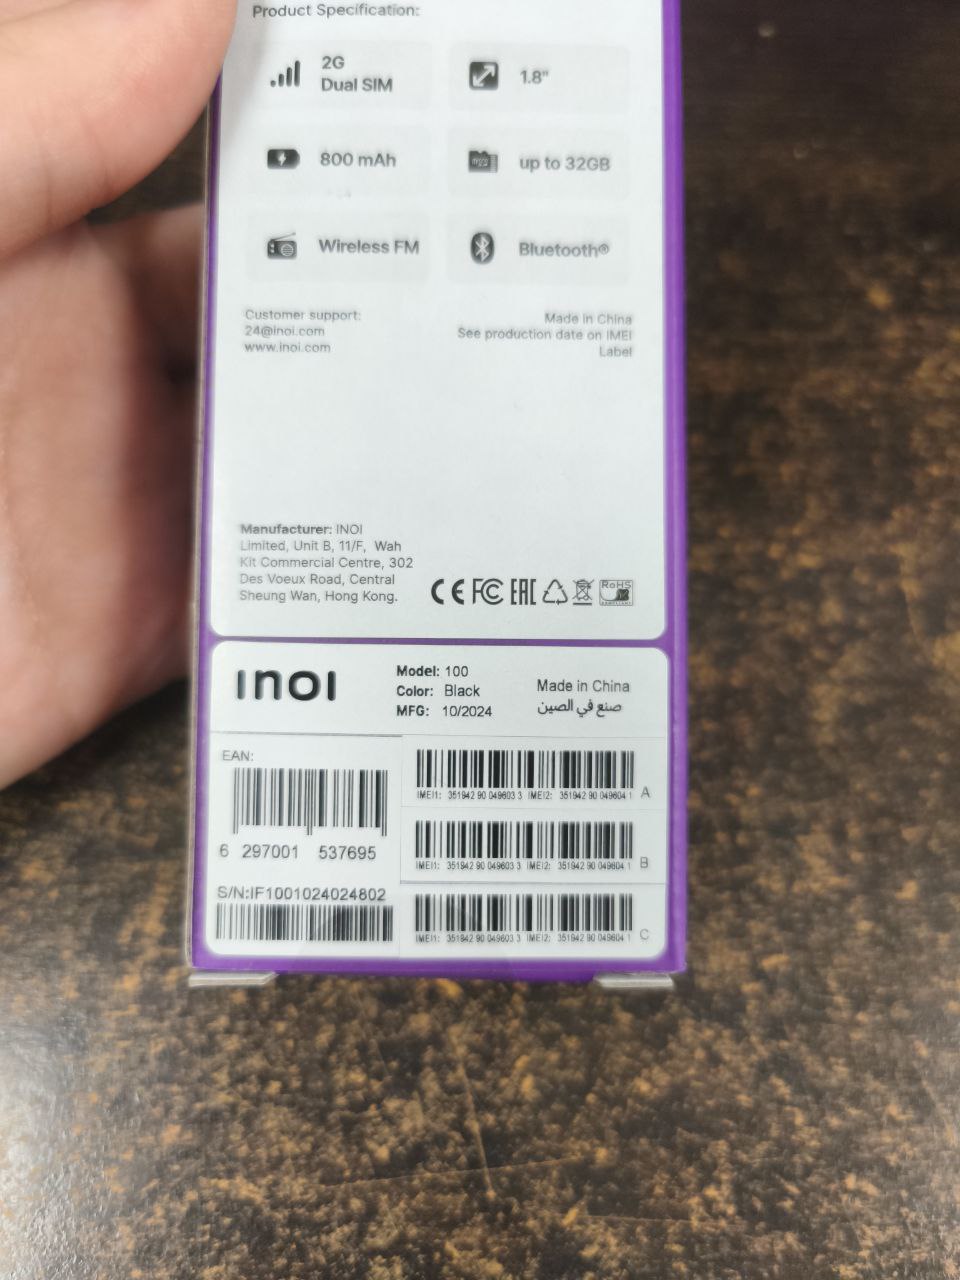 Product Specification:
2G
Dual SIM
1.8"
800 mAh
up to 32GB
Wireless FM
Bluetooth®
Customer support:
24@inoi.com
www.inoi.com
Made in China
See production date on IMEI
Label
Manufacturer: INOI
Limited, Unit B, 11/F, Wah
Kit Commercial Centre, 302
Des Voeux Road, Central
Sheung Wan, Hong Kong.
CE FC EAC RoHS
INOI
Model: 100
Color: Black
MFG: 10/2024
Made in China
صنع في الصين
EAN:
6 297001 537695
S/N:IF1001024024802
IMEI1: 351942 90 049603 3 IMEI2: 351942 90 049604 1 A
IMEI1: 351942 90 049603 3 IMEI2: 351942 90 049604 1 B
IMEI1: 351942 90 049603 3 IMEI2: 351942 90 049604 1 C